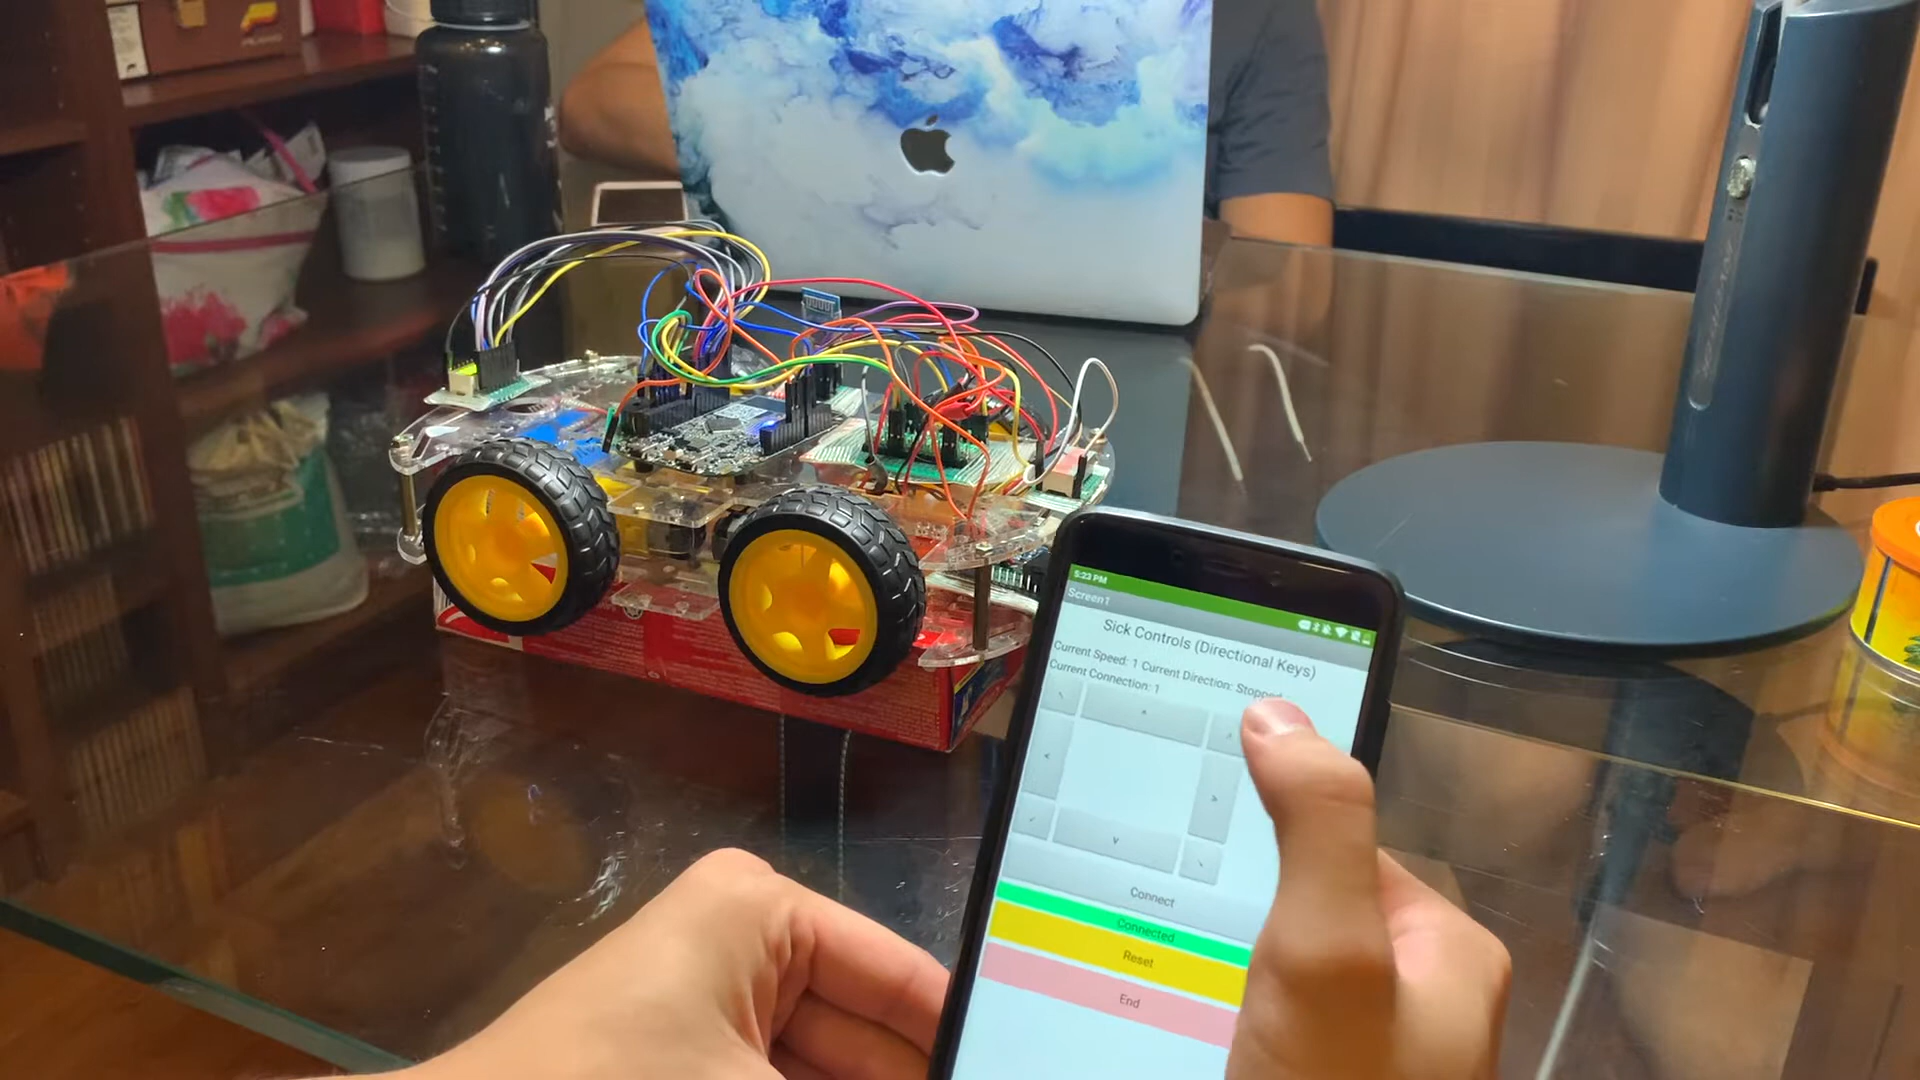 5:23 PM
Screen1
Sick Controls (Directional Keys)
Current Speed: 1 Current Direction: Stopped
Current Connection: 1
^
<
>
v
Connect
Connected
Reset
End